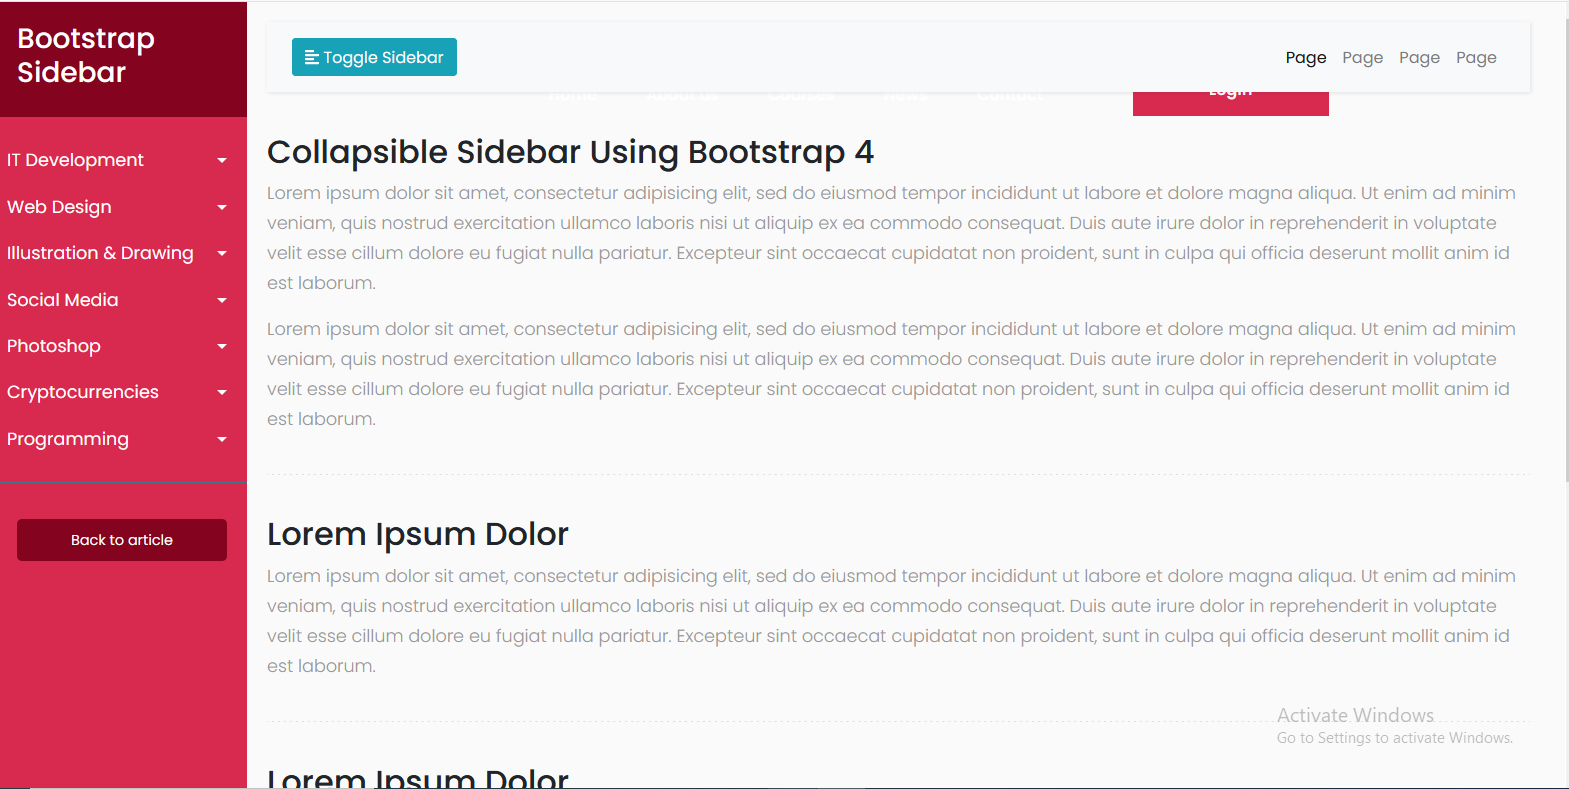 Bootstrap
Sidebar
IT Development
Web Design
Illustration & Drawing
Social Media
Photoshop
Cryptocurrencies
Programming
Back to article
Toggle Sidebar
Page Page Page Page
Home About Us Courses News Contact Login
Collapsible Sidebar Using Bootstrap 4
Lorem ipsum dolor sit amet, consectetur adipisicing elit, sed do eiusmod tempor incididunt ut labore et dolore magna aliqua. Ut enim ad minim
veniam, quis nostrud exercitation ullamco laboris nisi ut aliquip ex ea commodo consequat. Duis aute irure dolor in reprehenderit in voluptate
velit esse cillum dolore eu fugiat nulla pariatur. Excepteur sint occaecat cupidatat non proident, sunt in culpa qui officia deserunt mollit anim id
est laborum.
Lorem ipsum dolor sit amet, consectetur adipisicing elit, sed do eiusmod tempor incididunt ut labore et dolore magna aliqua. Ut enim ad minim
veniam, quis nostrud exercitation ullamco laboris nisi ut aliquip ex ea commodo consequat. Duis aute irure dolor in reprehenderit in voluptate
velit esse cillum dolore eu fugiat nulla pariatur. Excepteur sint occaecat cupidatat non proident, sunt in culpa qui officia deserunt mollit anim id
est laborum.
Lorem Ipsum Dolor
Lorem ipsum dolor sit amet, consectetur adipisicing elit, sed do eiusmod tempor incididunt ut labore et dolore magna aliqua. Ut enim ad minim
veniam, quis nostrud exercitation ullamco laboris nisi ut aliquip ex ea commodo consequat. Duis aute irure dolor in reprehenderit in voluptate
velit esse cillum dolore eu fugiat nulla pariatur. Excepteur sint occaecat cupidatat non proident, sunt in culpa qui officia deserunt mollit anim id
est laborum.
Activate Windows
Go to Settings to activate Windows.
Lorem Ipsum Dolor